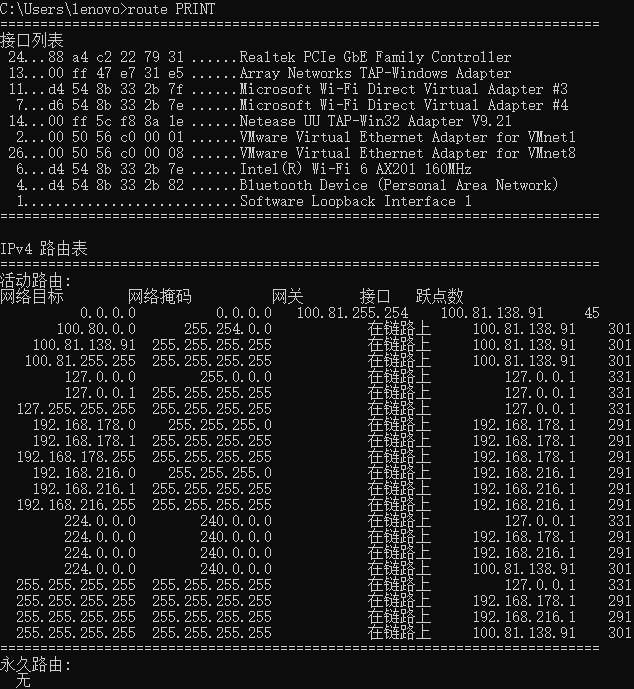 C:\Users\lenovo>route PRINT
===========================================================================
接口列表
 24...88 a4 c2 22 79 31 ......Realtek PCIe GbE Family Controller
 13...00 ff 47 e7 31 e5 ......Array Networks TAP-Windows Adapter
 11...d4 54 8b 33 2b 7f ......Microsoft Wi-Fi Direct Virtual Adapter #3
  7...d6 54 8b 33 2b 7e ......Microsoft Wi-Fi Direct Virtual Adapter #4
 14...00 ff 5c f8 8a 1e ......Netease UU TAP-Win32 Adapter V9.21
  2...00 50 56 c0 00 01 ......VMware Virtual Ethernet Adapter for VMnet1
 26...00 50 56 c0 00 08 ......VMware Virtual Ethernet Adapter for VMnet8
  6...d4 54 8b 33 2b 7e ......Intel(R) Wi-Fi 6 AX201 160MHz
  4...d4 54 8b 33 2b 82 ......Bluetooth Device (Personal Area Network)
  1...........................Software Loopback Interface 1
===========================================================================
IPv4 路由表
===========================================================================
活动路由:
网络目标        网络掩码          网关       接口   跃点数
          0.0.0.0          0.0.0.0   100.81.255.254    100.81.138.91     45
       100.80.0.0      255.254.0.0            在链路上     100.81.138.91    301
    100.81.138.91  255.255.255.255            在链路上     100.81.138.91    301
   100.81.255.255  255.255.255.255            在链路上     100.81.138.91    301
        127.0.0.0        255.0.0.0            在链路上         127.0.0.1    331
        127.0.0.1  255.255.255.255            在链路上         127.0.0.1    331
  127.255.255.255  255.255.255.255            在链路上         127.0.0.1    331
    192.168.178.0    255.255.255.0            在链路上     192.168.178.1    291
    192.168.178.1  255.255.255.255            在链路上     192.168.178.1    291
  192.168.178.255  255.255.255.255            在链路上     192.168.178.1    291
    192.168.216.0    255.255.255.0            在链路上     192.168.216.1    291
    192.168.216.1  255.255.255.255            在链路上     192.168.216.1    291
  192.168.216.255  255.255.255.255            在链路上     192.168.216.1    291
        224.0.0.0        240.0.0.0            在链路上         127.0.0.1    331
        224.0.0.0        240.0.0.0            在链路上     192.168.178.1    291
        224.0.0.0        240.0.0.0            在链路上     192.168.216.1    291
        224.0.0.0        240.0.0.0            在链路上     100.81.138.91    301
  255.255.255.255  255.255.255.255            在链路上         127.0.0.1    331
  255.255.255.255  255.255.255.255            在链路上     192.168.178.1    291
  255.255.255.255  255.255.255.255            在链路上     192.168.216.1    291
  255.255.255.255  255.255.255.255            在链路上     100.81.138.91    301
===========================================================================
永久路由:
  无